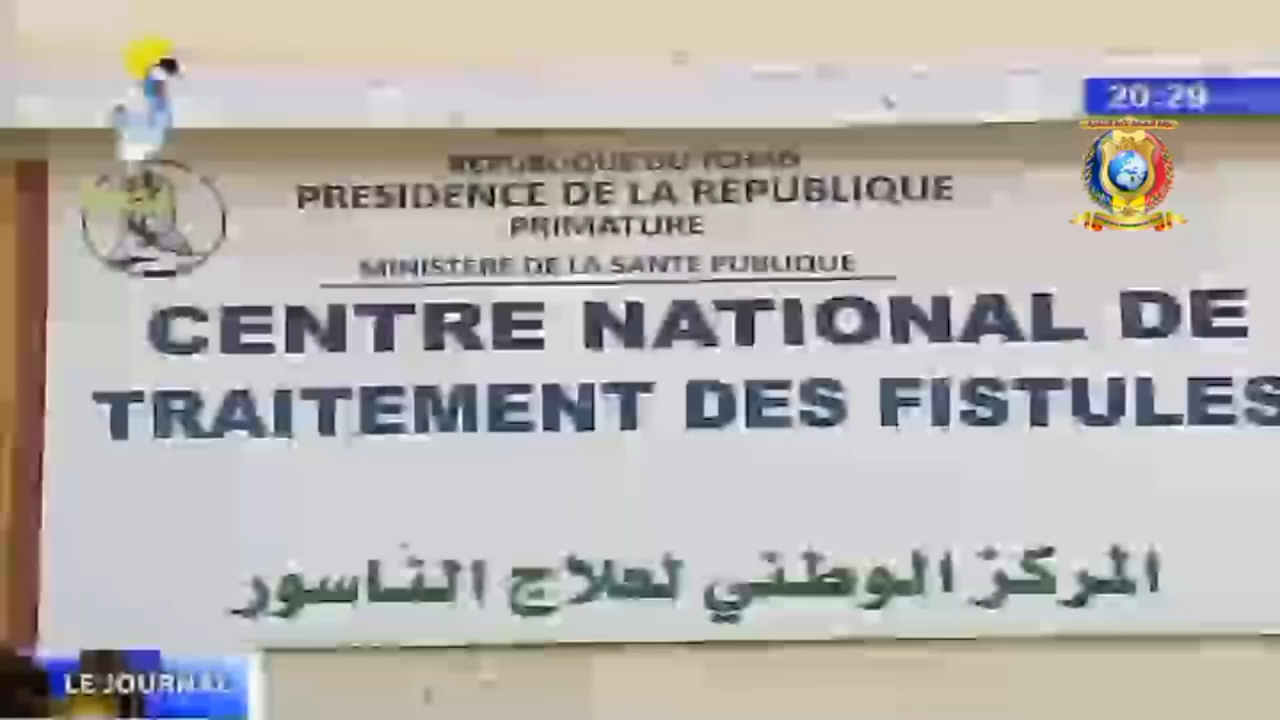 20:29
REPUBLIQUE DU TCHAD
PRESIDENCE DE LA REPUBLIQUE
PRIMATURE
MINISTERE DE LA SANTE PUBLIQUE
CENTRE NATIONAL DE
TRAITEMENT DES FISTULES
المركز الوطني لعلاج الناسور
LE JOURNAL